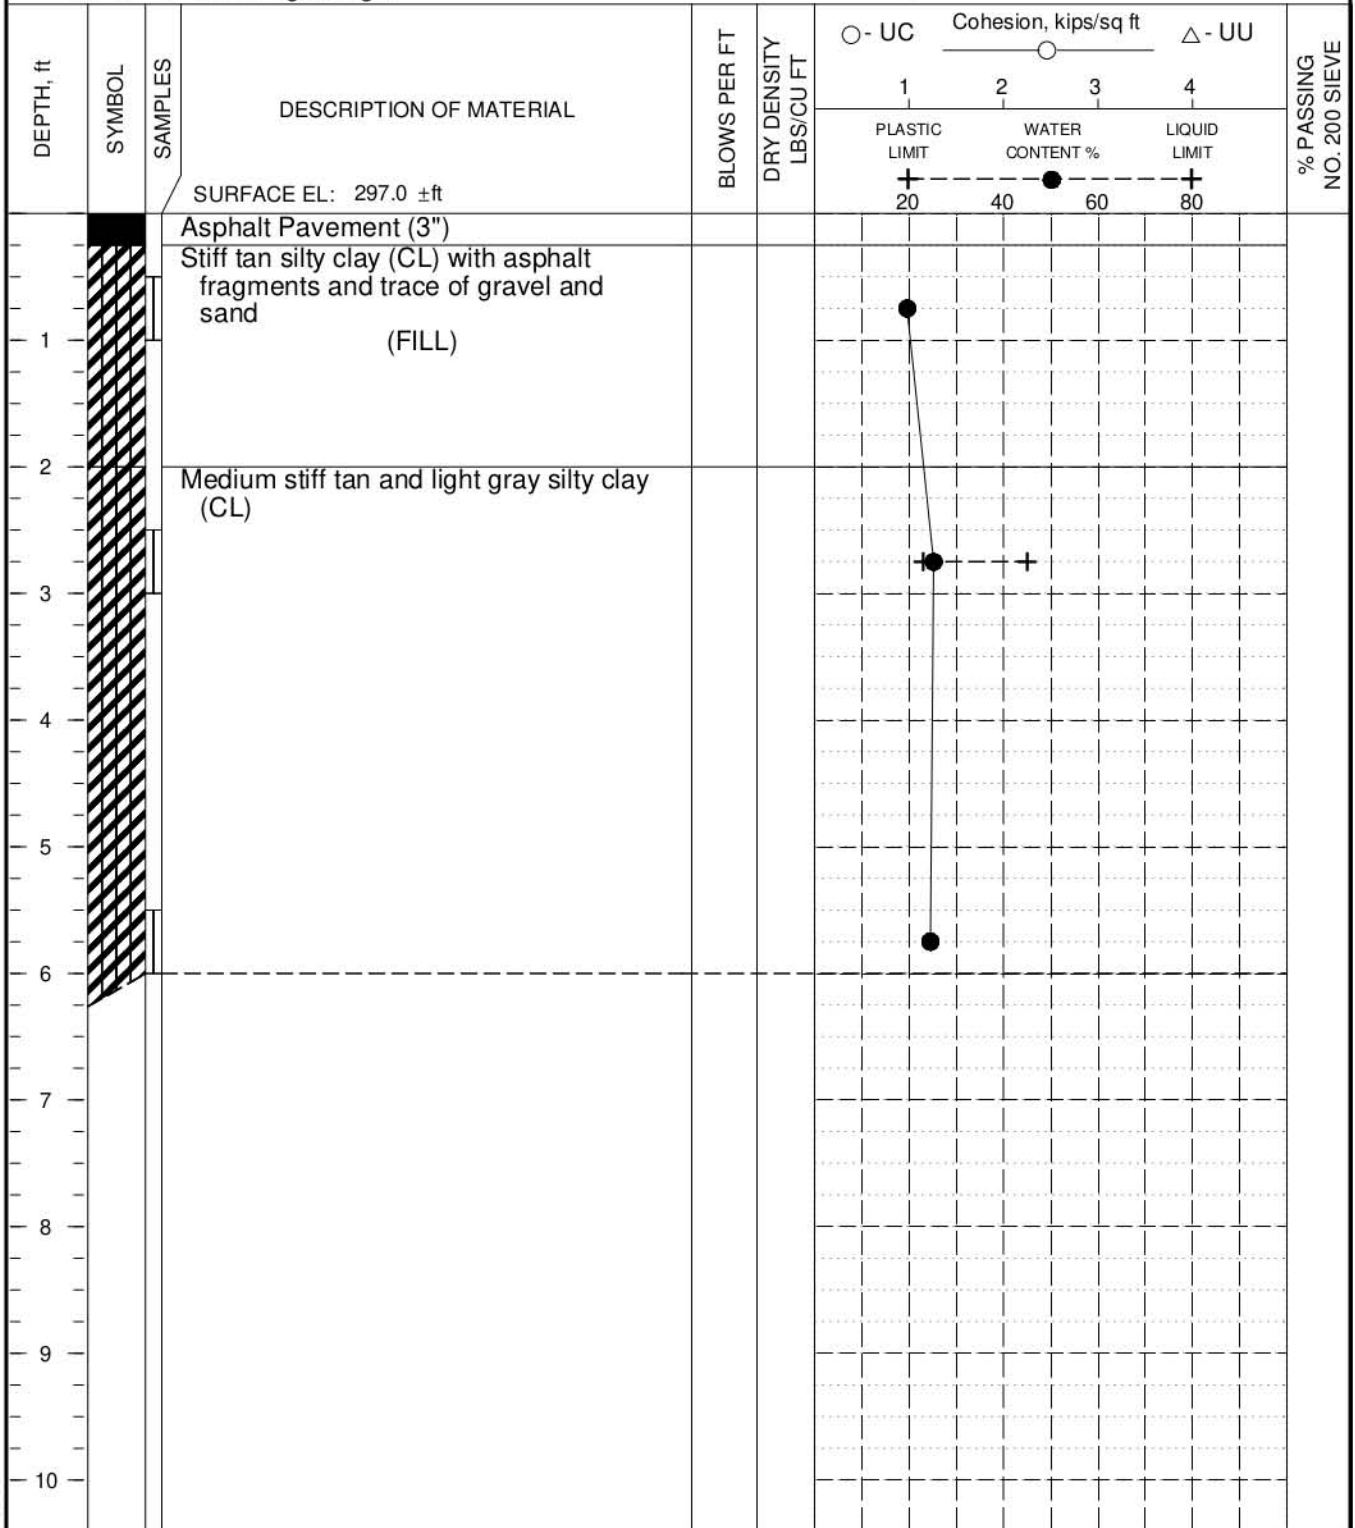 DEPTH, ft
SYMBOL
SAMPLES
DESCRIPTION OF MATERIAL
SURFACE EL: 297.0 ±ft
BLOWS PER FT
DRY DENSITY
LBS/CU FT
- UC
Cohesion, kips/sq ft
- UU
1 2 3 4
PLASTIC
LIMIT
WATER
CONTENT %
LIQUID
LIMIT
20 40 60 80
% PASSING
NO. 200 SIEVE
Asphalt Pavement (3")
Stiff tan silty clay (CL) with asphalt
fragments and trace of gravel and
sand
(FILL)
1
2
Medium stiff tan and light gray silty clay
(CL)
3
4
5
6
7
8
9
10